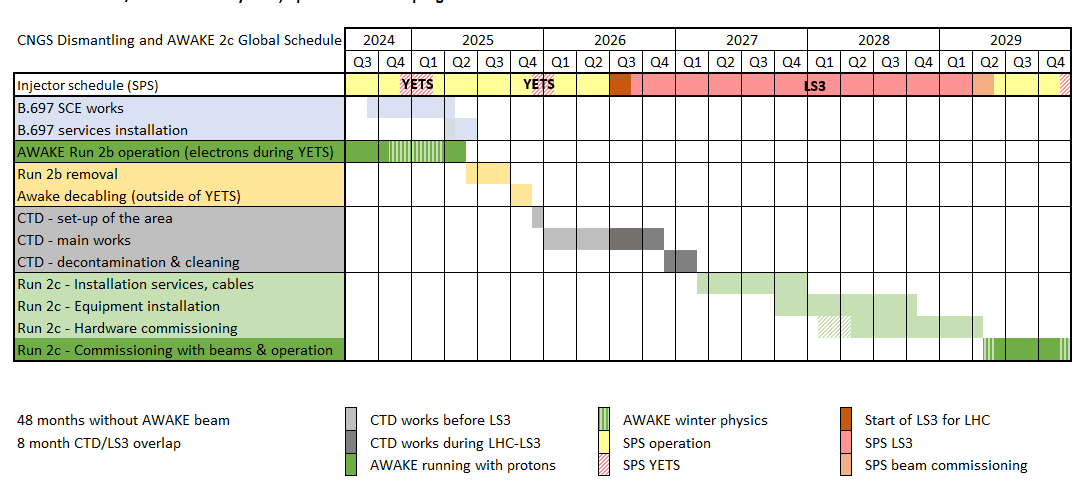 CNGS Dismantling and AWAKE 2c Global Schedule 2024 2025 2026 2027 2028 2029
Q3 Q4 Q1 Q2 Q3 Q4 Q1 Q2 Q3 Q4 Q1 Q2 Q3 Q4 Q1 Q2 Q3 Q4 Q1 Q2 Q3 Q4
Injector schedule (SPS) YETS YETS LS3
B.697 SCE works
B.697 services installation
AWAKE Run 2b operation (electrons during YETS)
Run 2b removal
Awake decabling (outside of YETS)
CTD - set-up of the area
CTD - main works
CTD - decontamination & cleaning
Run 2c - Installation services, cables
Run 2c - Equipment installation
Run 2c - Hardware commissioning
Run 2c - Commissioning with beams & operation
48 months without AWAKE beam
8 month CTD/LS3 overlap
CTD works before LS3
CTD works during LHC-LS3
AWAKE running with protons
AWAKE winter physics
SPS operation
SPS YETS
Start of LS3 for LHC
SPS LS3
SPS beam commissioning